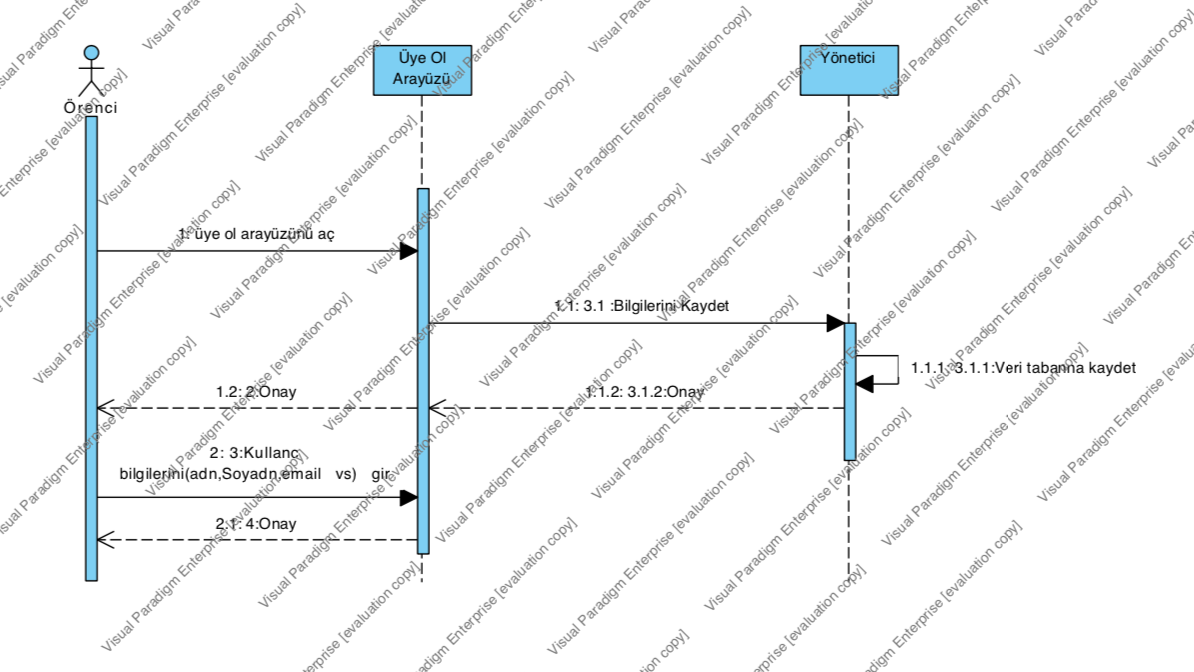 Üye Ol
Arayüzü
Yönetici
Örenci
1: üye ol arayüzünü aç
1.1: 3.1 :Bilgilerini Kaydet
1.1.1: 3.1.1:Veri tabanna kaydet
1.2: 2:Onay
1.1.2: 3.1.2:Onay
2: 3:Kullanc
bilgilerini(adn,Soyadn,email vs) gir
2.1: 4:Onay
Visual Paradigm Enterprise [evaluation copy]